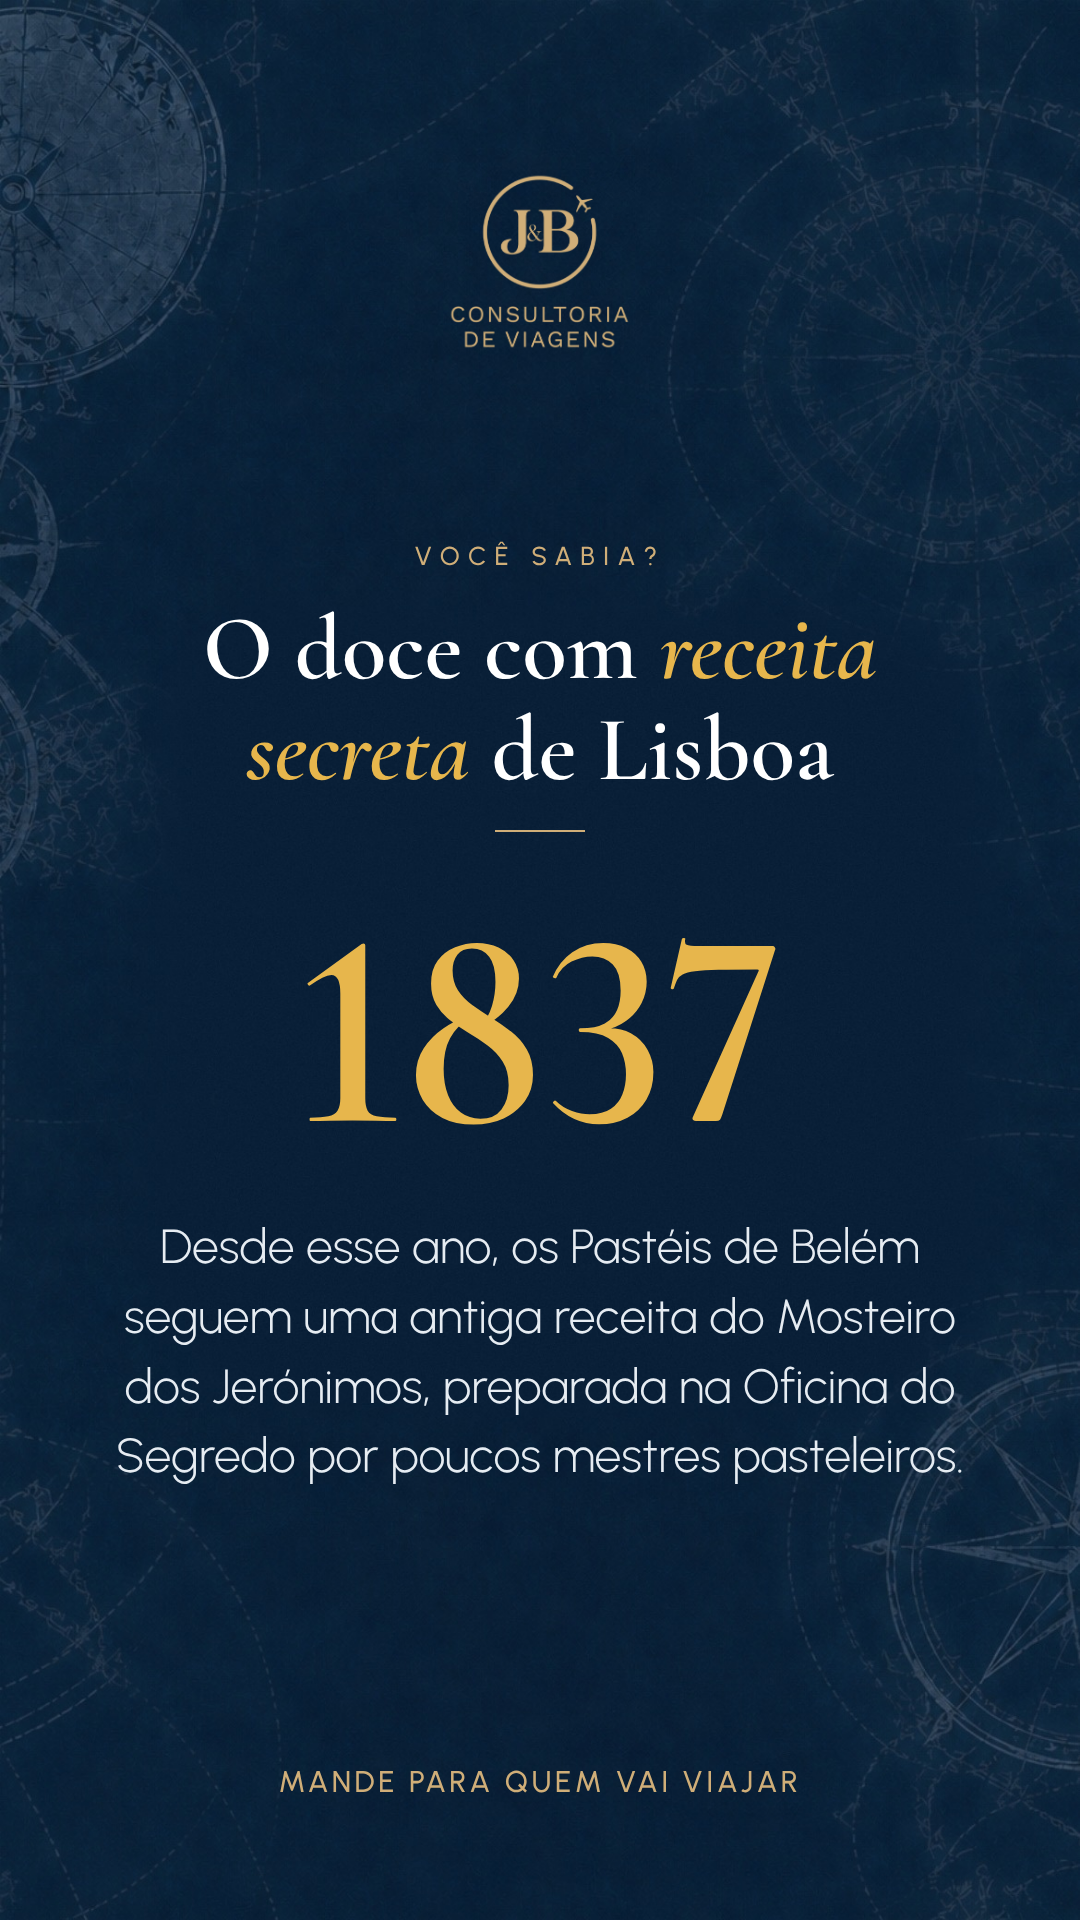 J&B
CONSULTORIA
DE VIAGENS
VOCÊ SABIA?
O doce com receita
secreta de Lisboa
1837
Desde esse ano, os Pastéis de Belém
seguem uma antiga receita do Mosteiro
dos Jerónimos, preparada na Oficina do
Segredo por poucos mestres pasteleiros.
MANDE PARA QUEM VAI VIAJAR